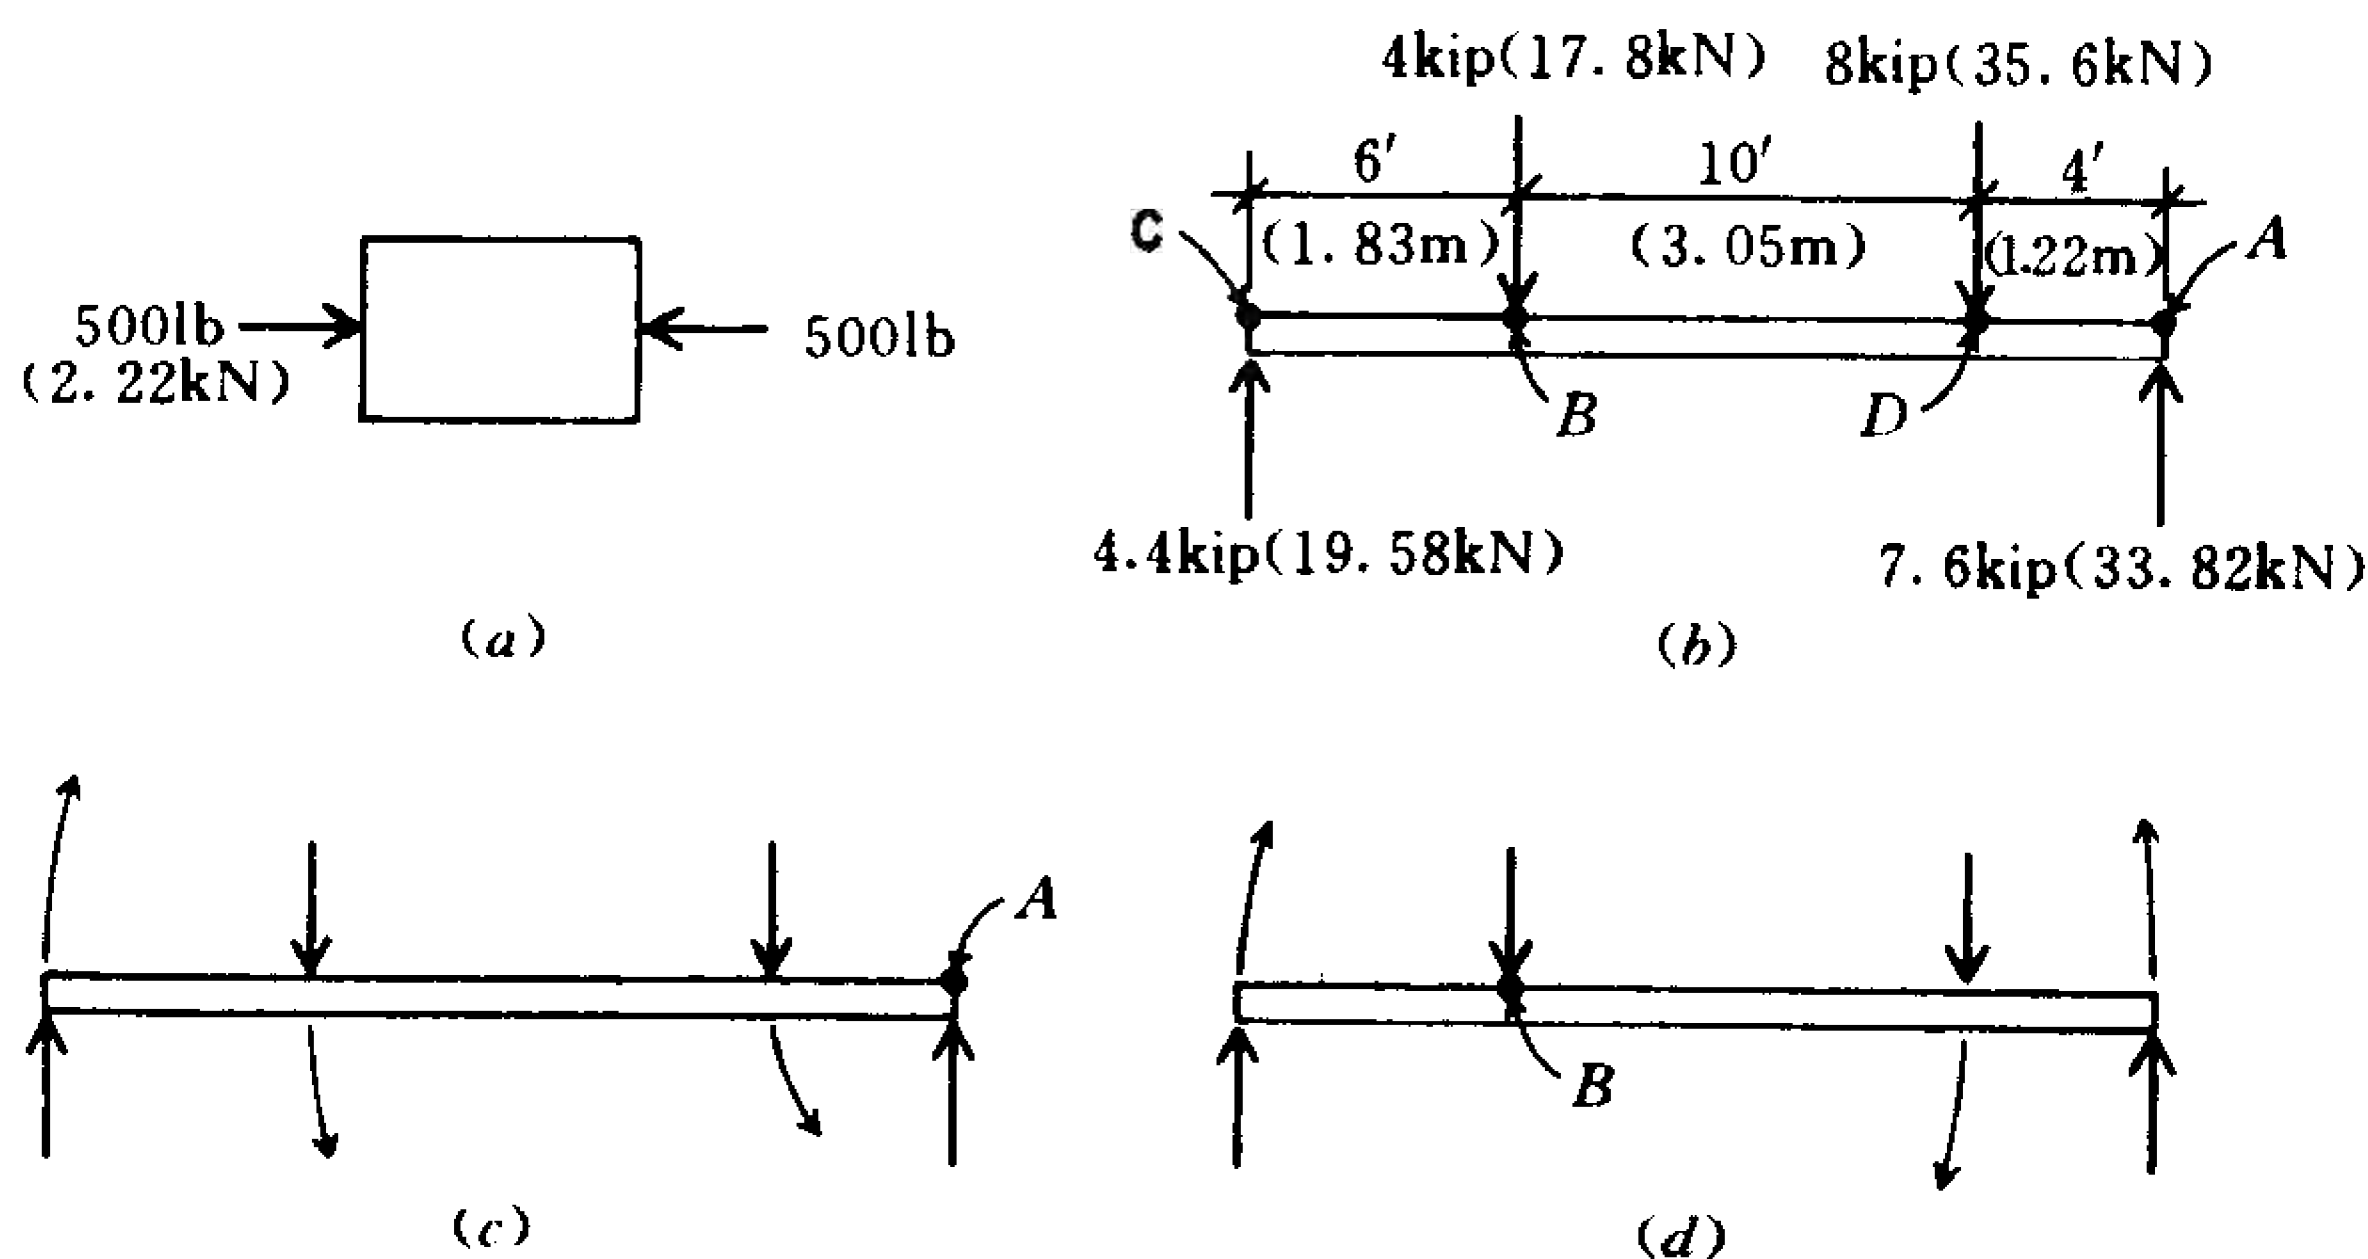 4kip(17.8kN) 8kip(35.6kN)
6' 10' 4'
C (1.83m) (3.05m) (1.22m) A
500lb 500lb
(2.22kN)
B D
4.4kip(19.58kN) 7.6kip(33.82kN)
(a) (b)
A
B
(c) (d)